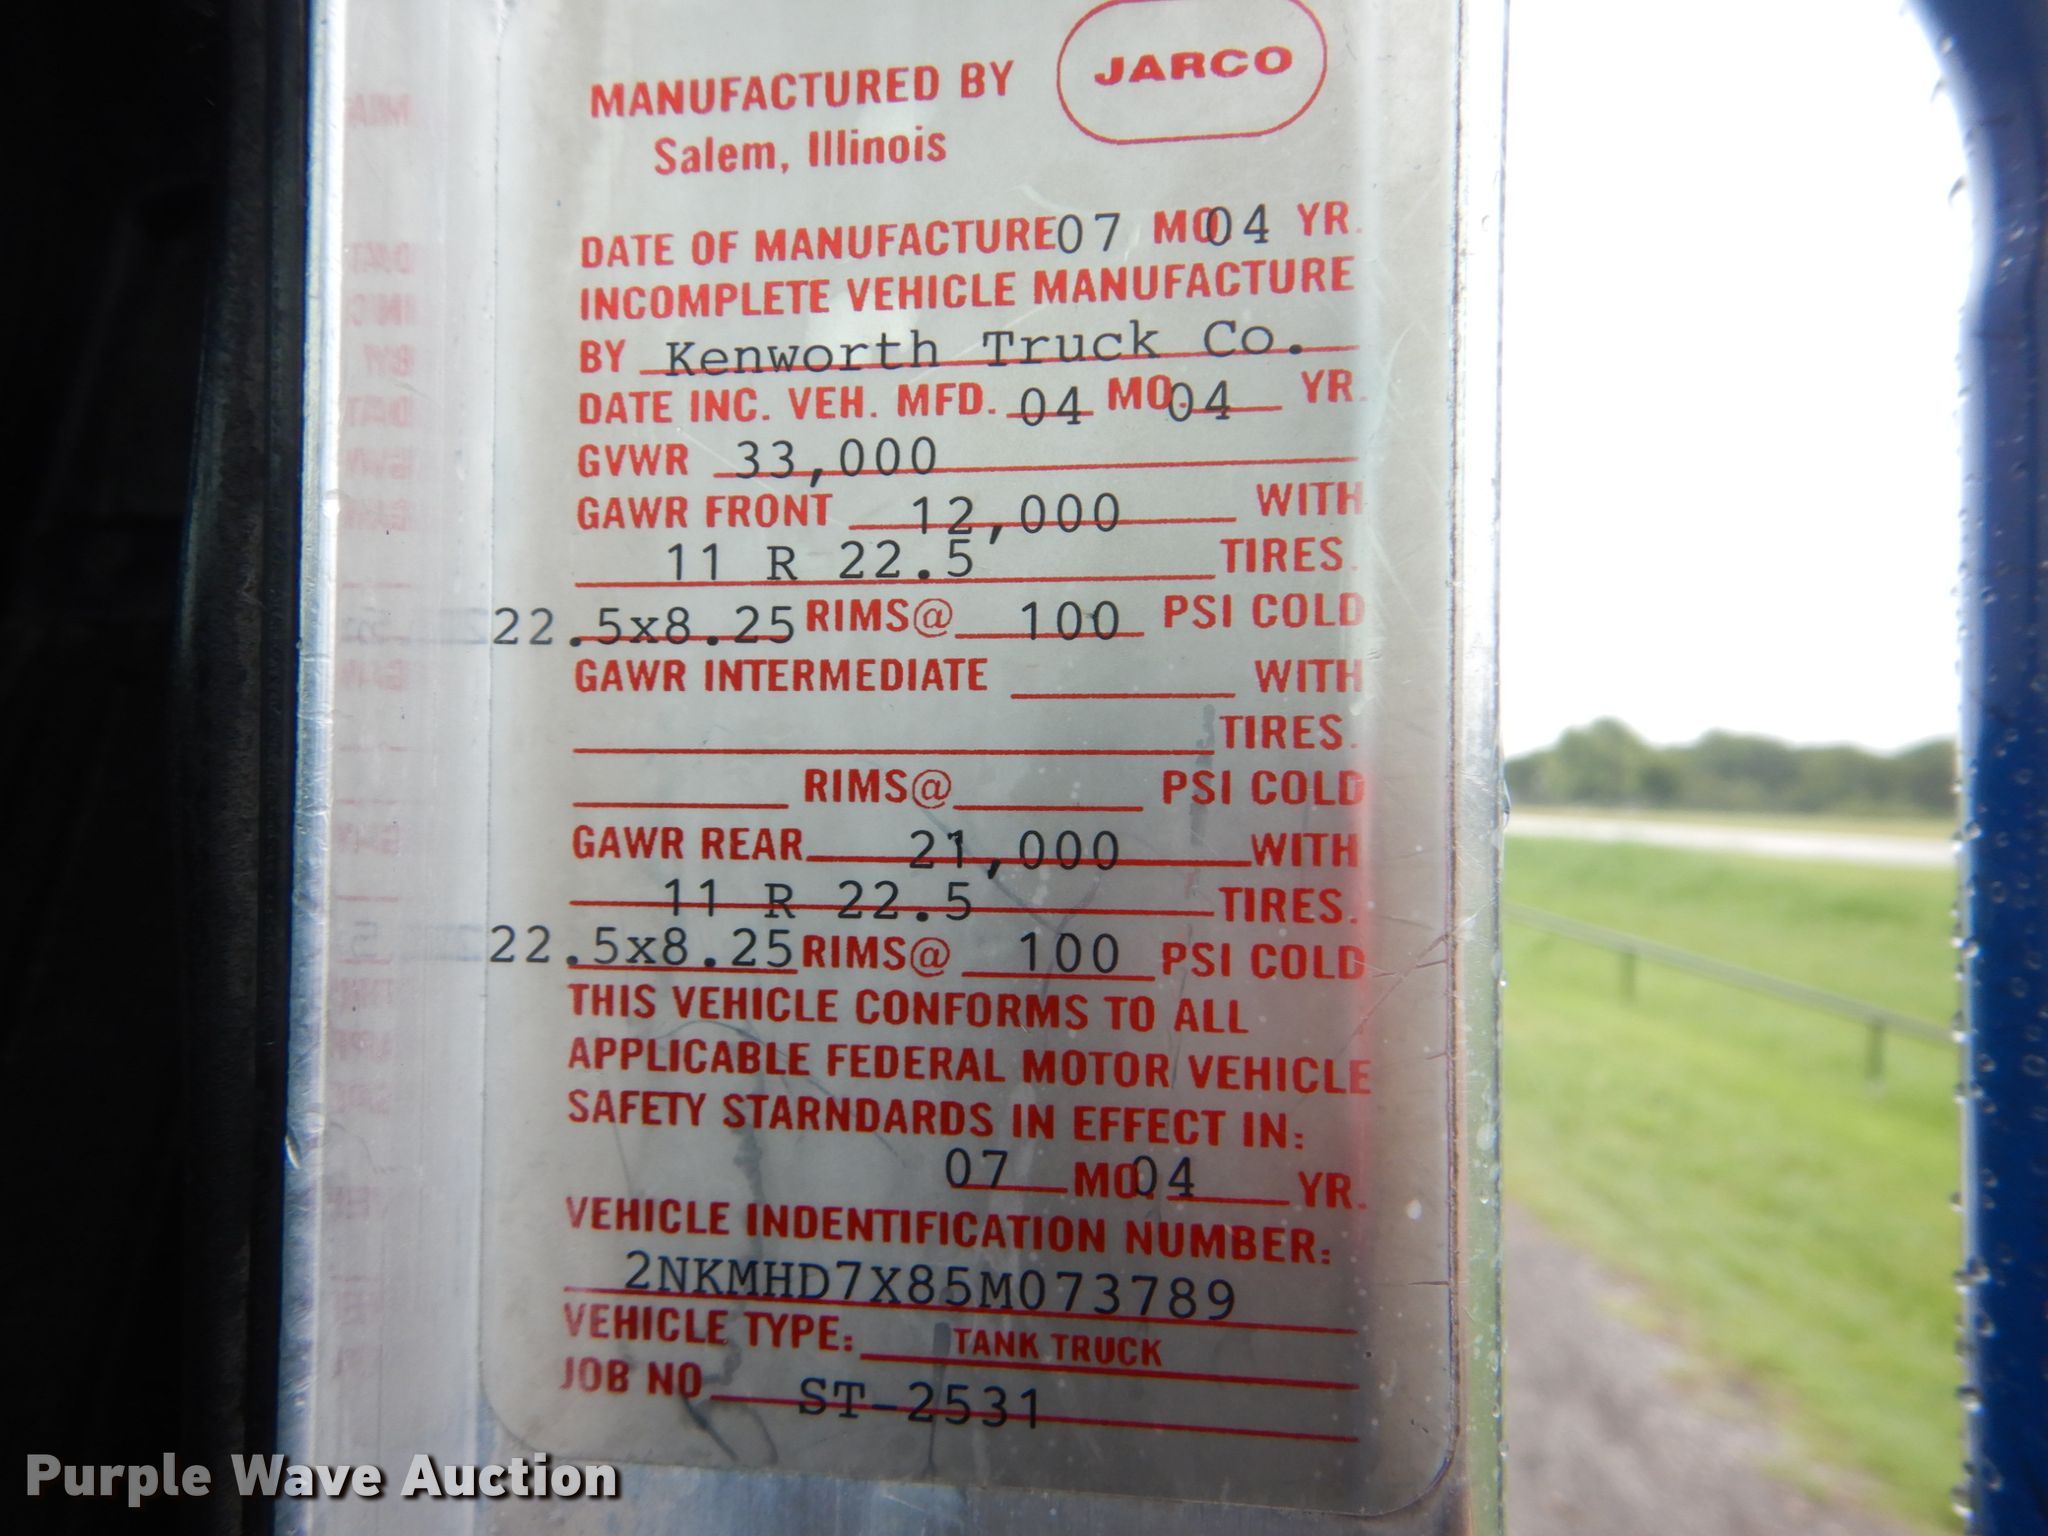 JARCO
MANUFACTURED BY
Salem, Illinois
DATE OF MANUFACTURE 07 MO 04 YR.
INCOMPLETE VEHICLE MANUFACTURE
BY Kenworth Truck Co.
DATE INC. VEH. MFD. 04 MO. 04 YR.
GVWR 33,000
GAWR FRONT 12,000 WITH
11 R 22.5 TIRES.
22.5x8.25 RIMS@ 100 PSI COLD
GAWR INTERMEDIATE WITH
TIRES.
RIMS@ PSI COLD
GAWR REAR 21,000 WITH
11 R 22.5 TIRES.
22.5x8.25 RIMS@ 100 PSI COLD
THIS VEHICLE CONFORMS TO ALL
APPLICABLE FEDERAL MOTOR VEHICLE
SAFETY STARNDARDS IN EFFECT IN:
07 MO. 04 YR.
VEHICLE INDENTIFICATION NUMBER:
2NKMHD7X85M073789
VEHICLE TYPE: TANK TRUCK
JOB NO ST-2531
Purple Wave Auction